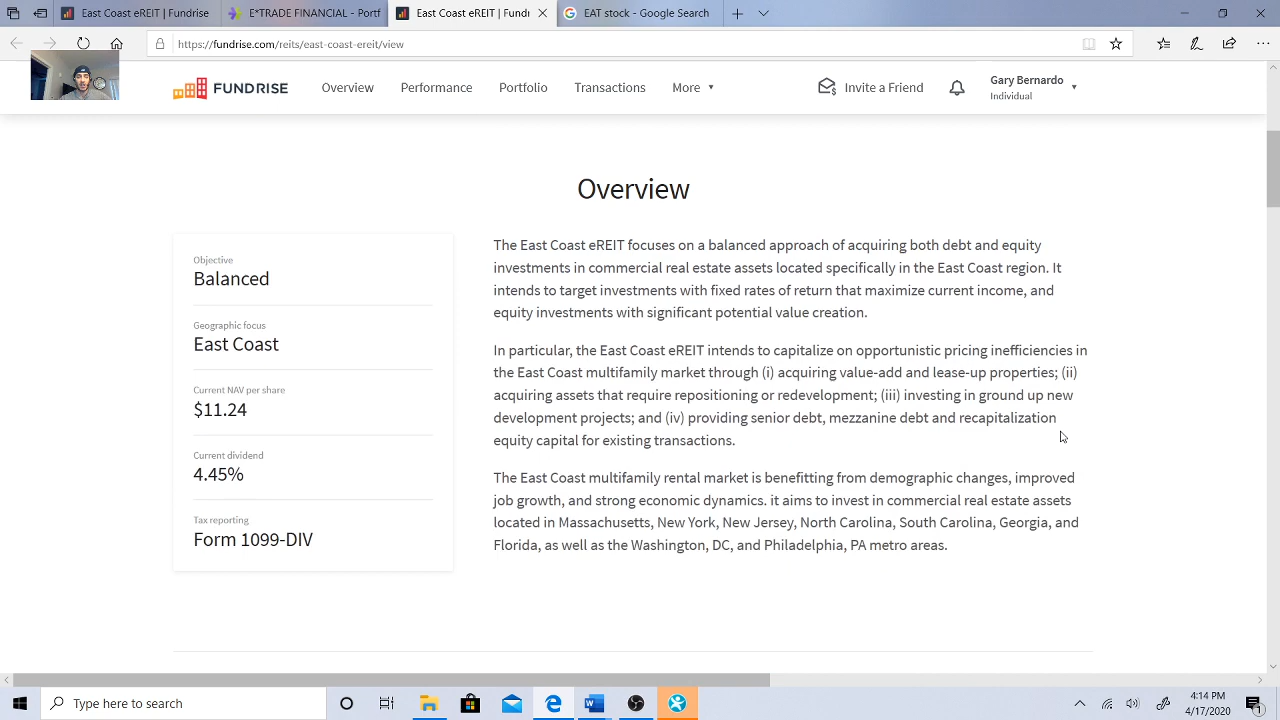 E*TRADE FINANCIAL - Port
East Coast eREIT | Fundr
EAT stock - Google Search
https://fundrise.com/reits/east-coast-ereit/view
FUNDRISE
Overview
Performance
Portfolio
Transactions
More
Invite a Friend
Gary Bernardo
Individual
Overview
Objective
Balanced
Geographic focus
East Coast
Current NAV per share
$11.24
Current dividend
4.45%
Tax reporting
Form 1099-DIV
The East Coast eREIT focuses on a balanced approach of acquiring both debt and equity
investments in commercial real estate assets located specifically in the East Coast region. It
intends to target investments with fixed rates of return that maximize current income, and
equity investments with significant potential value creation.
In particular, the East Coast eREIT intends to capitalize on opportunistic pricing inefficiencies in
the East Coast multifamily market through (i) acquiring value-add and lease-up properties; (ii)
acquiring assets that require repositioning or redevelopment; (iii) investing in ground up new
development projects; and (iv) providing senior debt, mezzanine debt and recapitalization
equity capital for existing transactions.
The East Coast multifamily rental market is benefitting from demographic changes, improved
job growth, and strong economic dynamics. it aims to invest in commercial real estate assets
located in Massachusetts, New York, New Jersey, North Carolina, South Carolina, Georgia, and
Florida, as well as the Washington, DC, and Philadelphia, PA metro areas.
Type here to search
4:14 PM
4/17/2020